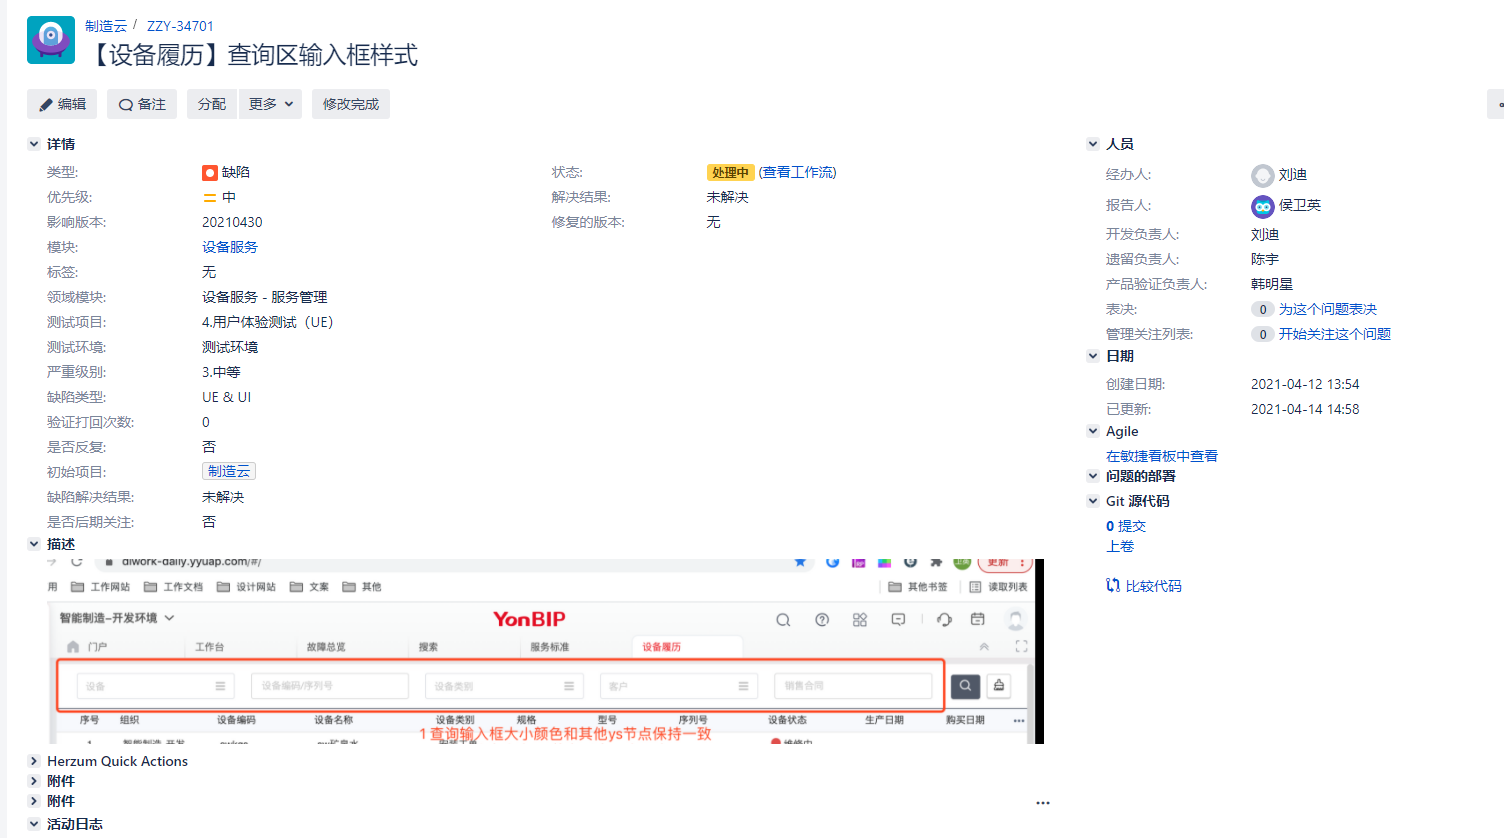 制造云 / ZZY-34701
【设备履历】查询区输入框样式
编辑 备注 分配 更多 修改完成
详情
类型: 缺陷
状态: 处理中 (查看工作流)
优先级: 中
解决结果: 未解决
影响版本: 20210430
修复的版本: 无
模块: 设备服务
标签: 无
领域模块: 设备服务 - 服务管理
测试项目: 4.用户体验测试（UE）
测试环境: 测试环境
严重级别: 3.中等
缺陷类型: UE & UI
验证打回次数: 0
是否反复: 否
初始项目: 制造云
缺陷解决结果: 未解决
是否后期关注: 否
描述
diwork-daily.yyuap.com/#/ 更新
用 工作网站 工作文档 设计网站 文案 其他 其他书签 读取列表
智能制造-开发环境 YonBIP
门户 工作台 故障总览 搜索 服务标准 设备履历
设备 设备编码/序列号 设备类别 客户 销售合同
序号 组织 设备编码 设备名称 设备类别 规格 型号 序列号 设备状态 生产日期 购买日期 •••
1 查询输入框大小颜色和其他ys节点保持一致
1 智能制造-开发 维修中
Herzum Quick Actions
附件
附件
活动日志
人员
经办人: 刘迪
报告人: 侯卫英
开发负责人: 刘迪
遗留负责人: 陈宇
产品验证负责人: 韩明星
表决: 0 为这个问题表决
管理关注列表: 0 开始关注这个问题
日期
创建日期: 2021-04-12 13:54
已更新: 2021-04-14 14:58
Agile
在敏捷看板中查看
问题的部署
Git 源代码
0 提交
上卷
比较代码